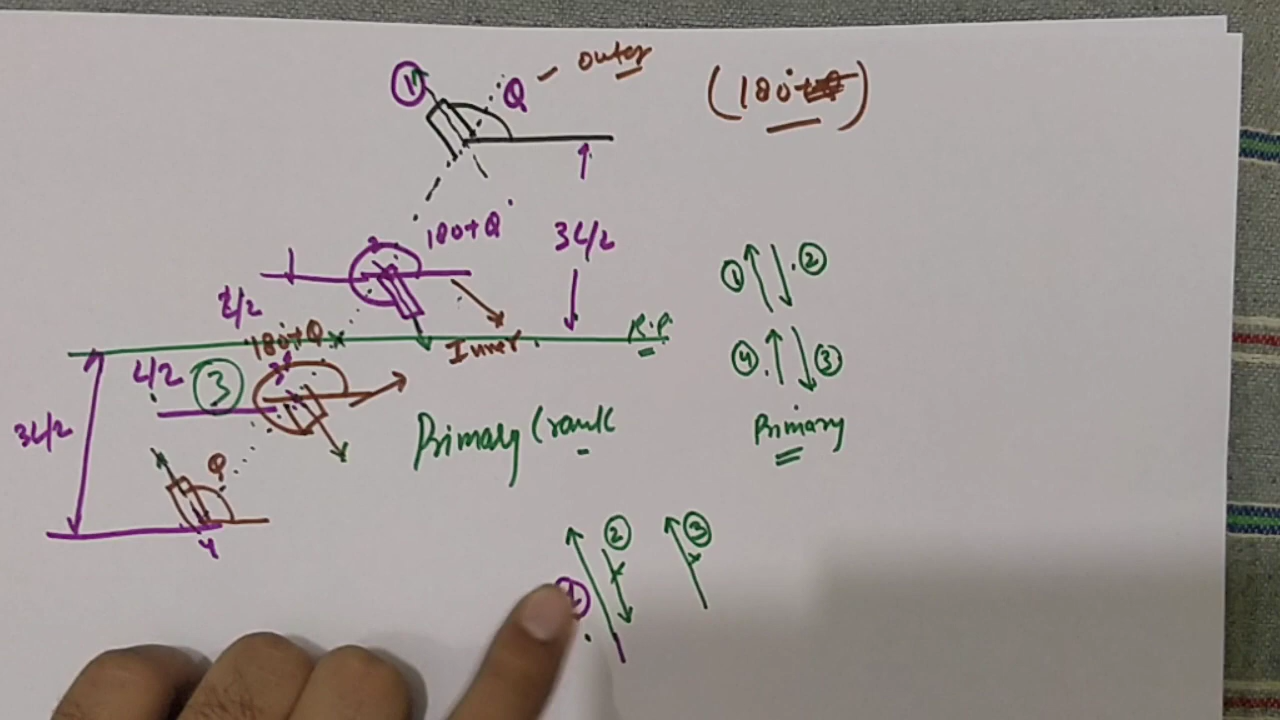 ① Q - outer (180°)
180+Q 3L/2
L/2
180+Q Inner R.P.
L/2 ③
3L/2
Primary Crank
Q
4
① ②
④ ③
Primary
② ③
①